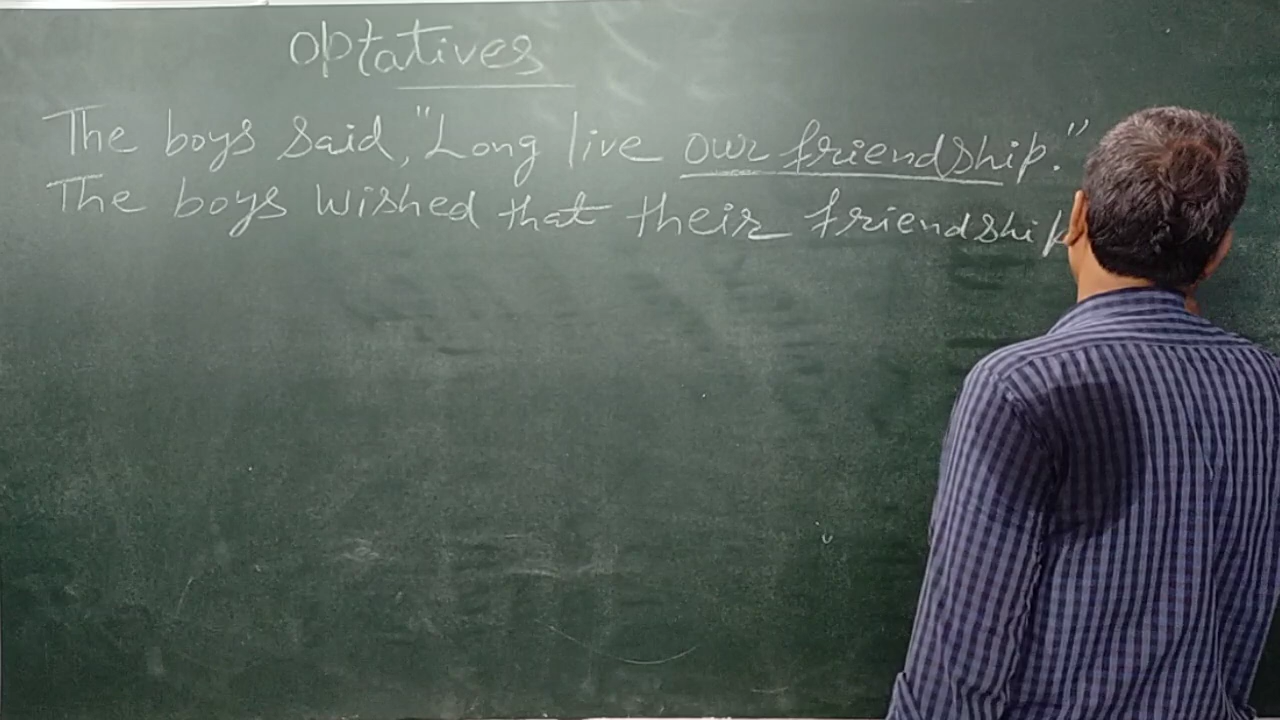 Optatives
The boys said, "Long live our friendship."
The boys wished that their friendship